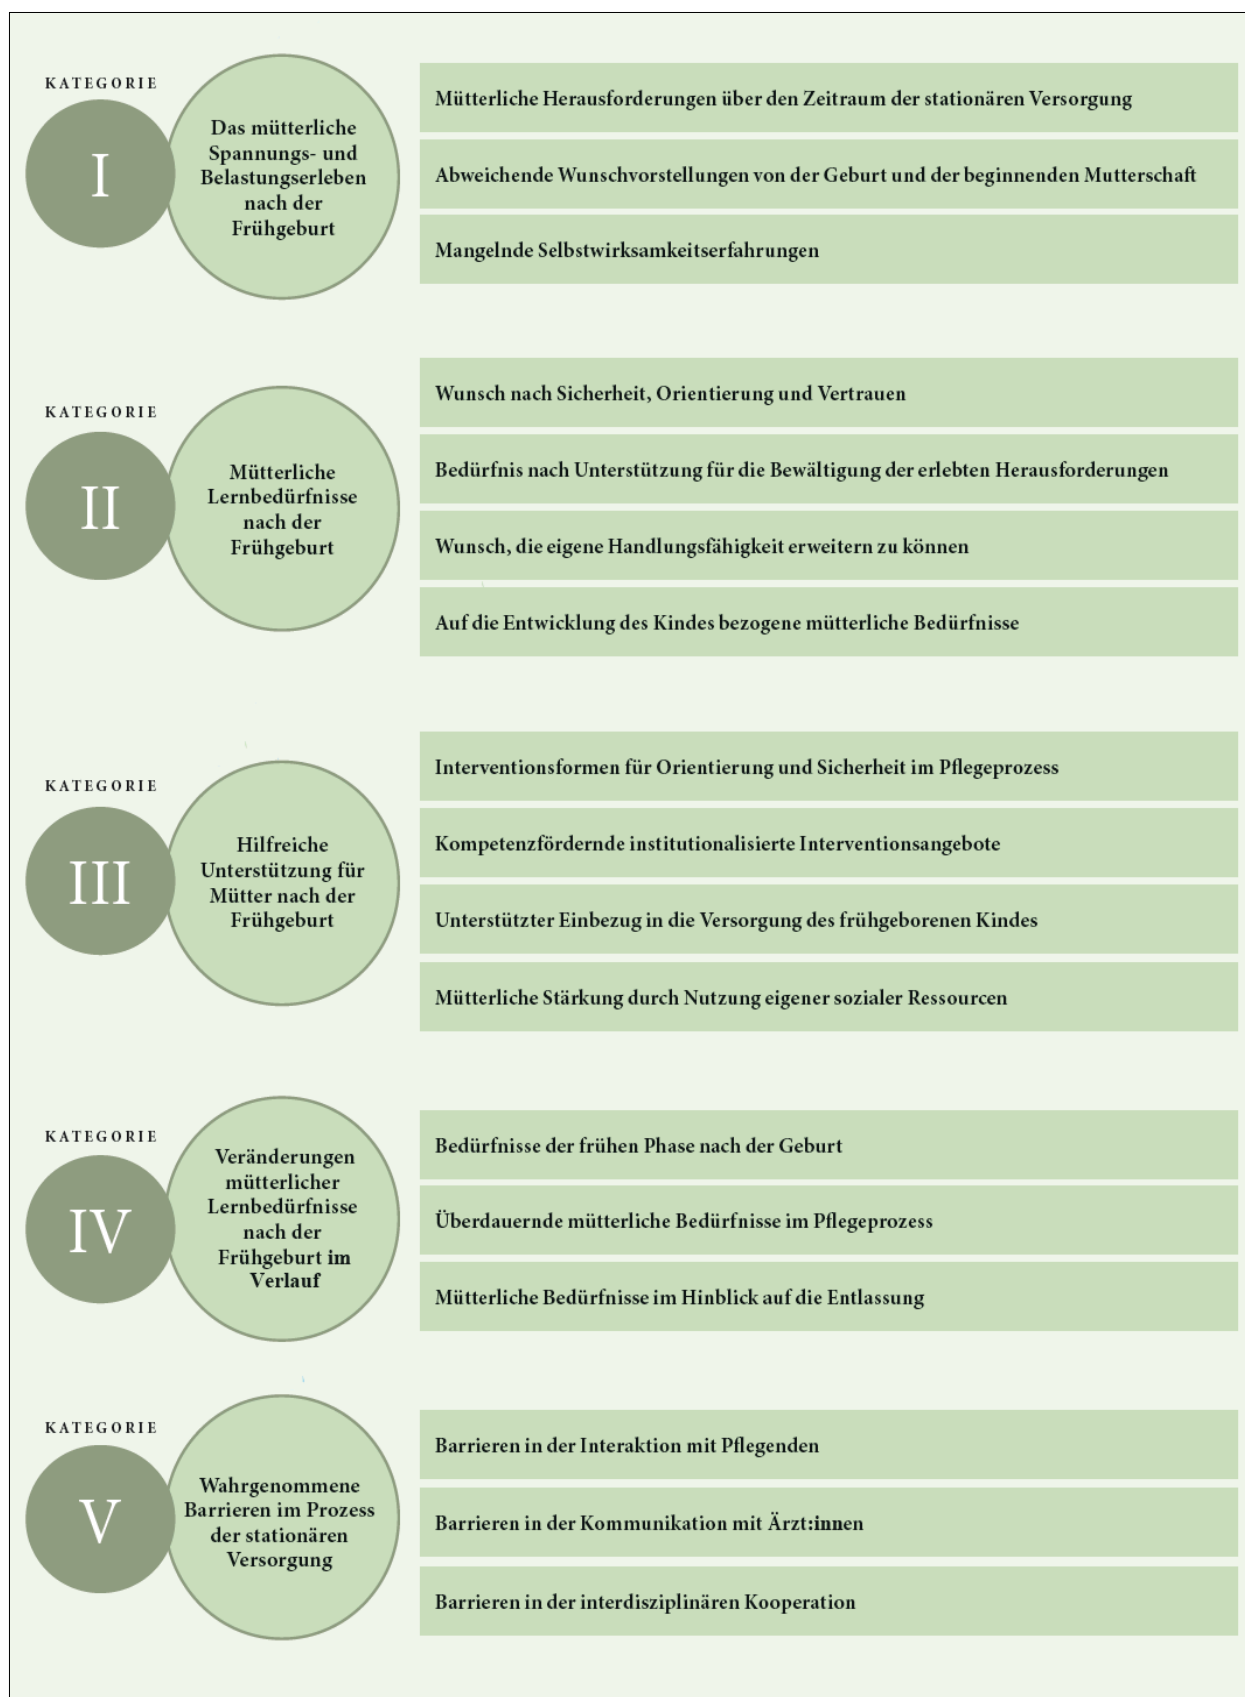 KATEGORIE
I
Das mütterliche
Spannungs- und
Belastungserleben
nach der
Frühgeburt
Mütterliche Herausforderungen über den Zeitraum der stationären Versorgung
Abweichende Wunschvorstellungen von der Geburt und der beginnenden Mutterschaft
Mangelnde Selbstwirksamkeitserfahrungen
KATEGORIE
II
Mütterliche
Lernbedürfnisse
nach der
Frühgeburt
Wunsch nach Sicherheit, Orientierung und Vertrauen
Bedürfnis nach Unterstützung für die Bewältigung der erlebten Herausforderungen
Wunsch, die eigene Handlungsfähigkeit erweitern zu können
Auf die Entwicklung des Kindes bezogene mütterliche Bedürfnisse
KATEGORIE
III
Hilfreiche
Unterstützung für
Mütter nach der
Frühgeburt
Interventionsformen für Orientierung und Sicherheit im Pflegeprozess
Kompetenzfördernde institutionalisierte Interventionsangebote
Unterstützter Einbezug in die Versorgung des frühgeborenen Kindes
Mütterliche Stärkung durch Nutzung eigener sozialer Ressourcen
KATEGORIE
IV
Veränderungen
mütterlicher
Lernbedürfnisse
nach der
Frühgeburt im
Verlauf
Bedürfnisse der frühen Phase nach der Geburt
Überdauernde mütterliche Bedürfnisse im Pflegeprozess
Mütterliche Bedürfnisse im Hinblick auf die Entlassung
KATEGORIE
V
Wahrgenommene
Barrieren im Prozess
der stationären
Versorgung
Barrieren in der Interaktion mit Pflegenden
Barrieren in der Kommunikation mit Ärzt:innen
Barrieren in der interdisziplinären Kooperation